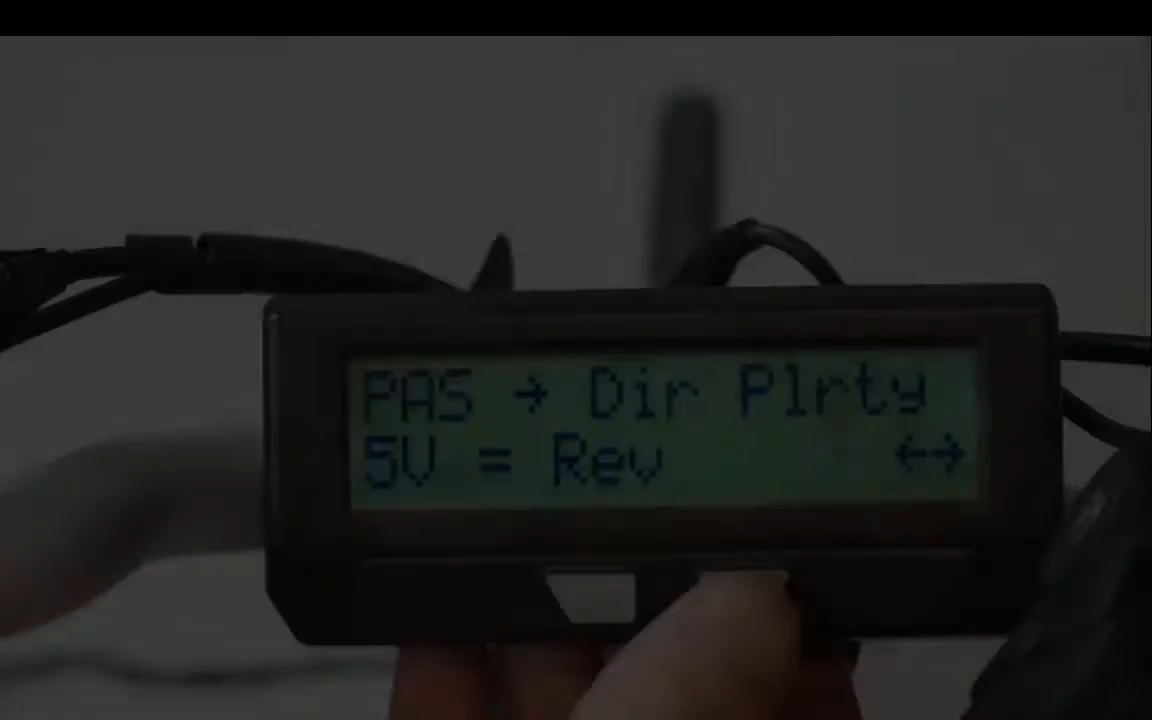 PAS → Dir Plrty
5V = Rev ←→